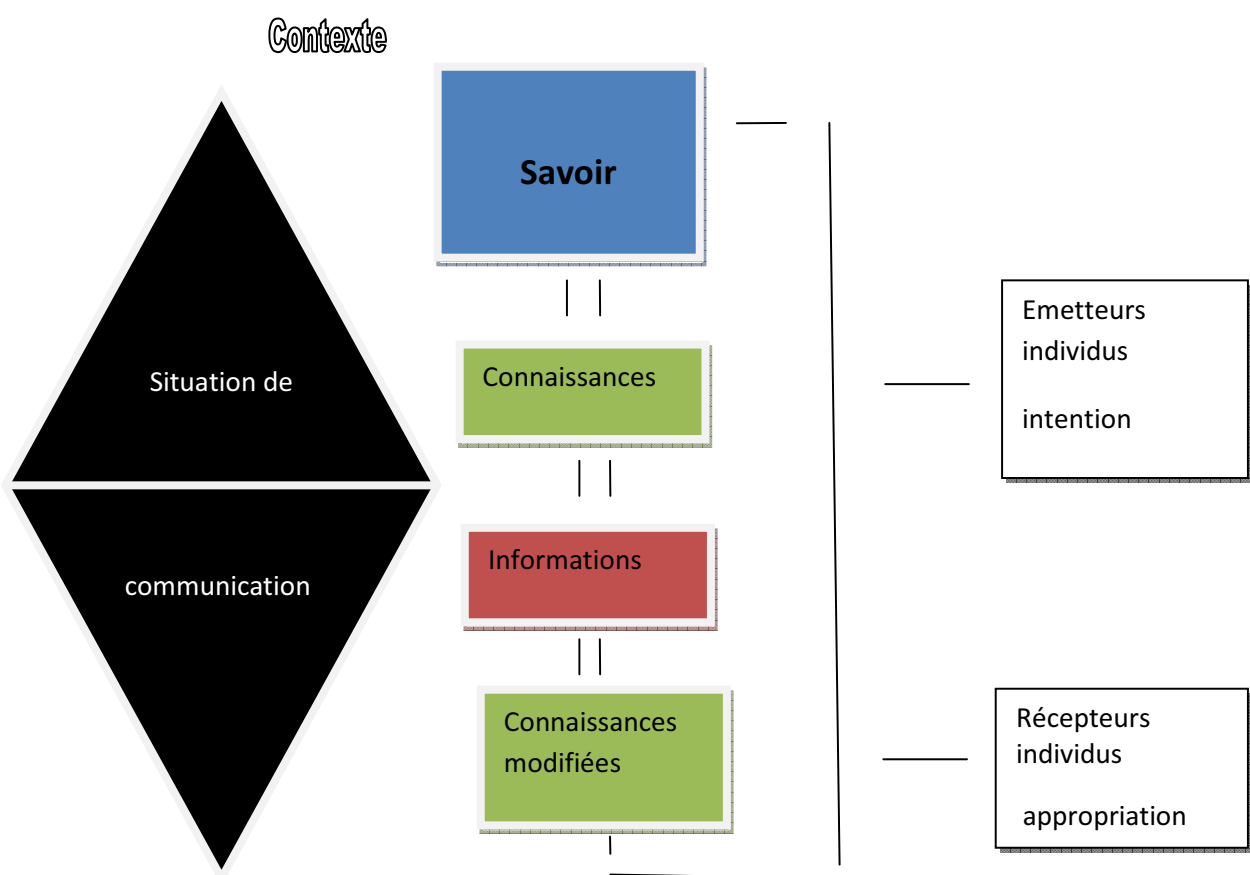 Contexte
Savoir
Situation de
communication
Connaissances
Informations
Connaissances
modifiées
Emetteurs
individus
intention
Récepteurs
individus
appropriation